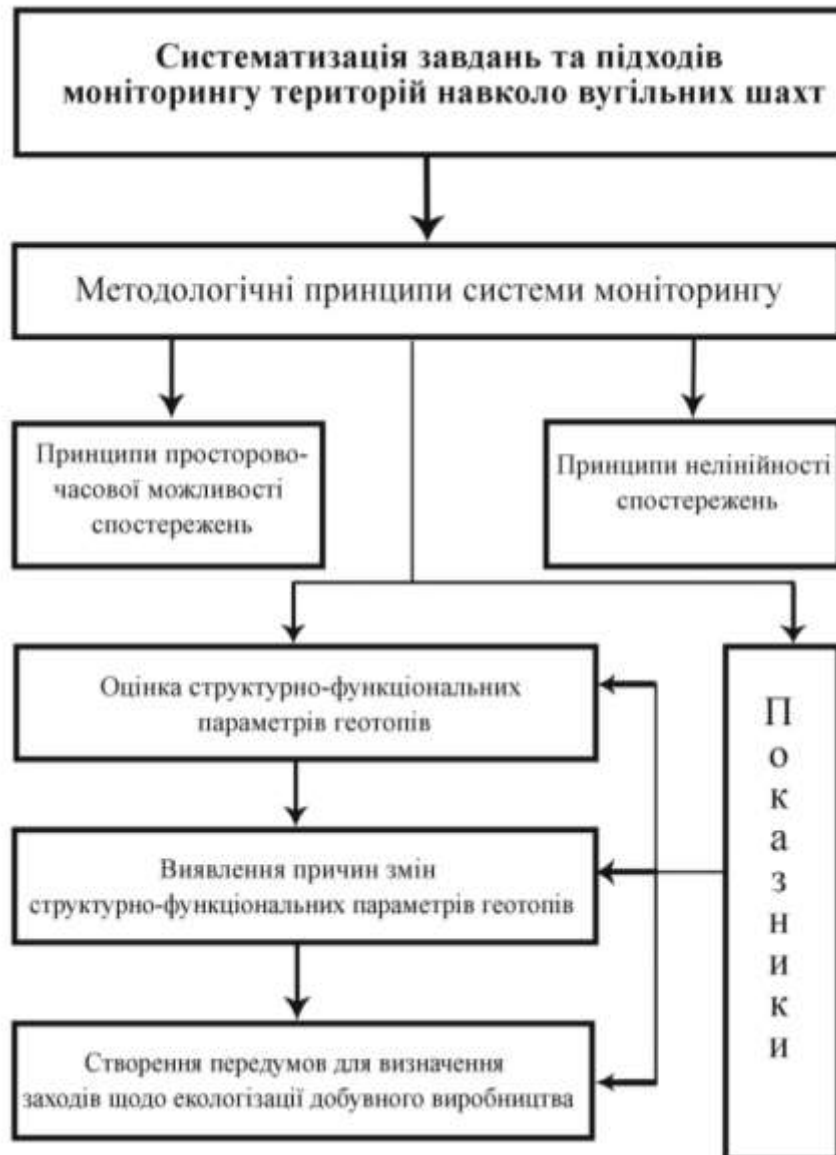 Систематизація завдань та підходів
моніторингу територій навколо вугільних шахт
Методологічні принципи системи моніторингу
Принципи просторово-
часової можливості
спостережень
Принципи нелінійності
спостережень
Оцінка структурно-функціональних
параметрів геотопів
Виявлення причин змін
структурно-функціональних параметрів геотопів
Створення передумов для визначення
заходів щодо екологізації добувного виробництва
Показники